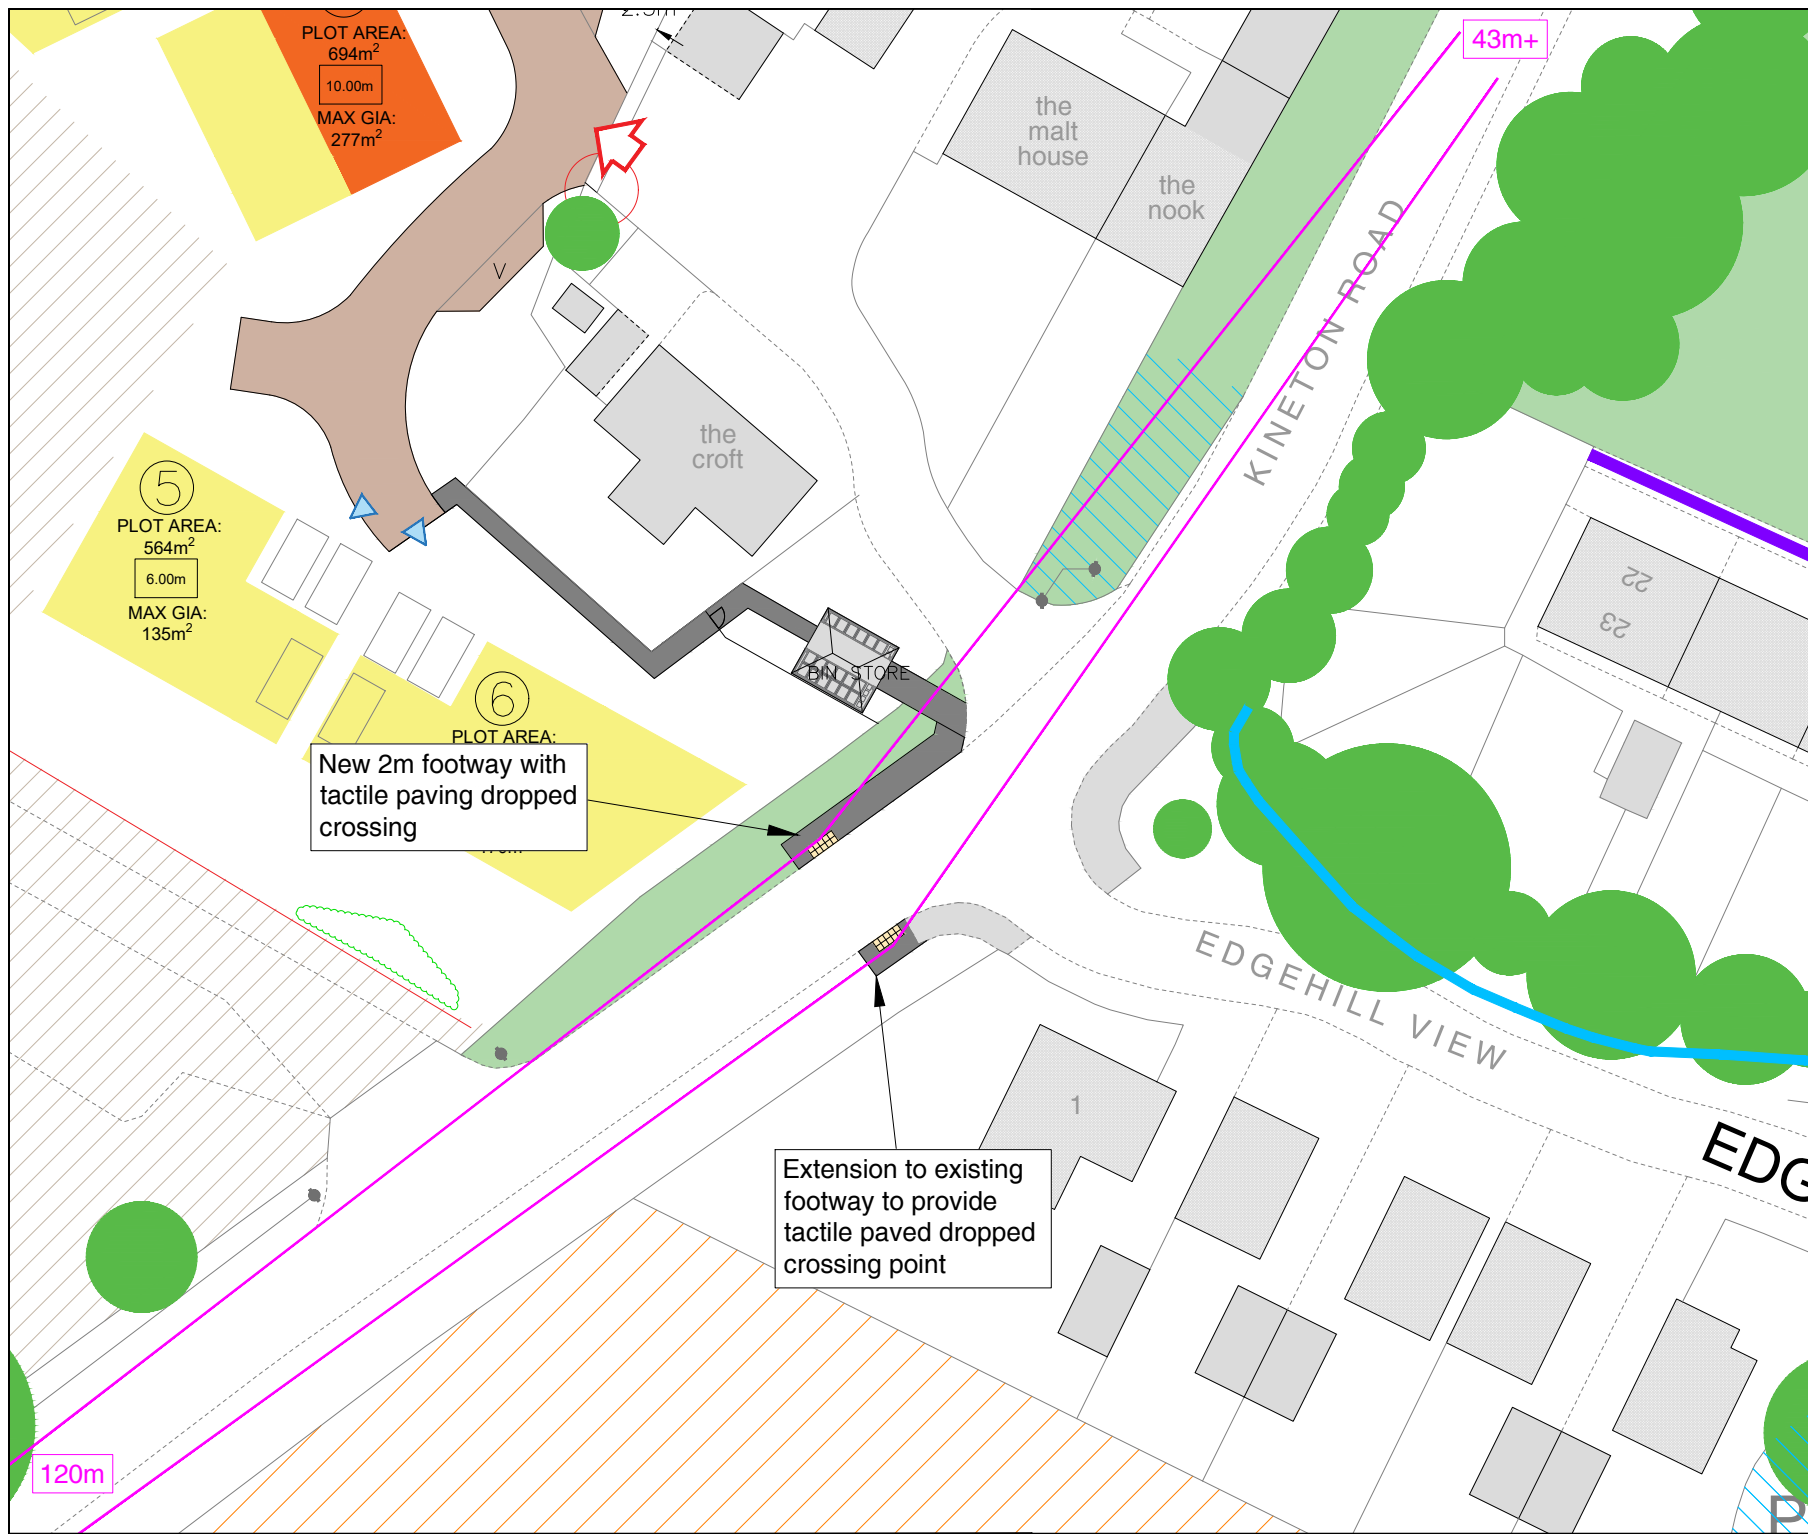 2.5m
43m+
PLOT AREA:
694m²
10.00m
MAX GIA:
277m²
the
malt
house
the
nook
KINETON ROAD
V
the
croft
5
PLOT AREA:
564m²
6.00m
MAX GIA:
135m²
22
23
BIN STORE
6
PLOT AREA:
New 2m footway with
tactile paving dropped
crossing
EDGEHILL VIEW
1
EDG
Extension to existing
footway to provide
tactile paved dropped
crossing point
120m
P